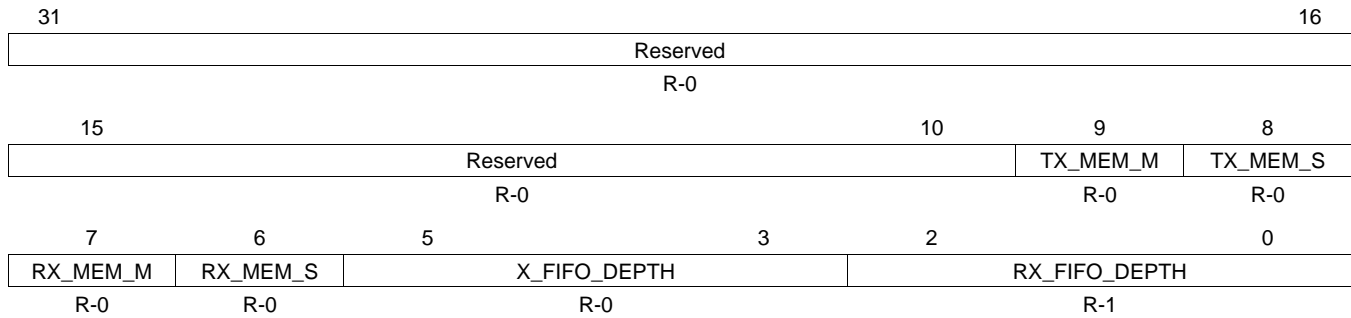 31 16
Reserved
R-0
15 10 9 8
Reserved TX_MEM_M TX_MEM_S
R-0 R-0 R-0
7 6 5 3 2 0
RX_MEM_M RX_MEM_S X_FIFO_DEPTH RX_FIFO_DEPTH
R-0 R-0 R-0 R-1